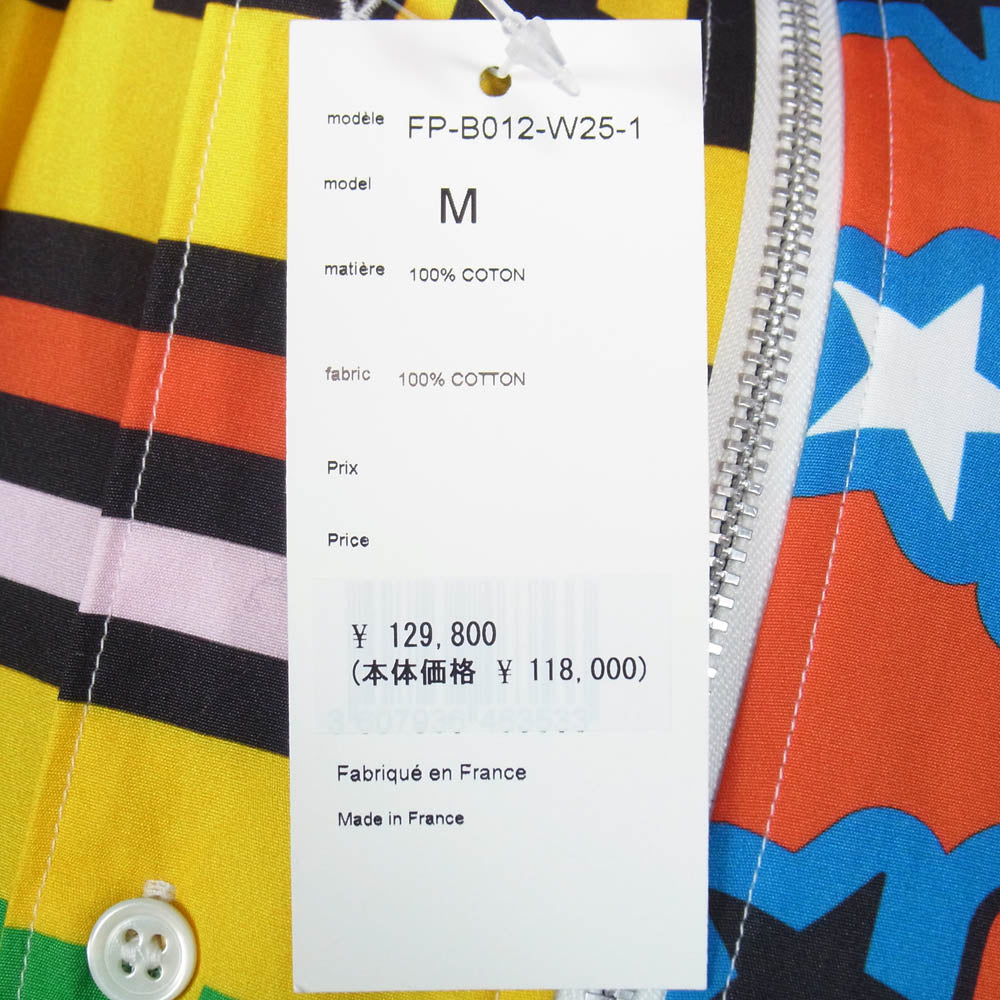 modèle FP-B012-W25-1
model
M
matière 100% COTON
fabric 100% COTTON
Prix
Price
¥ 129,800
(本体価格 ¥ 118,000)
Fabriqué en France
Made in France